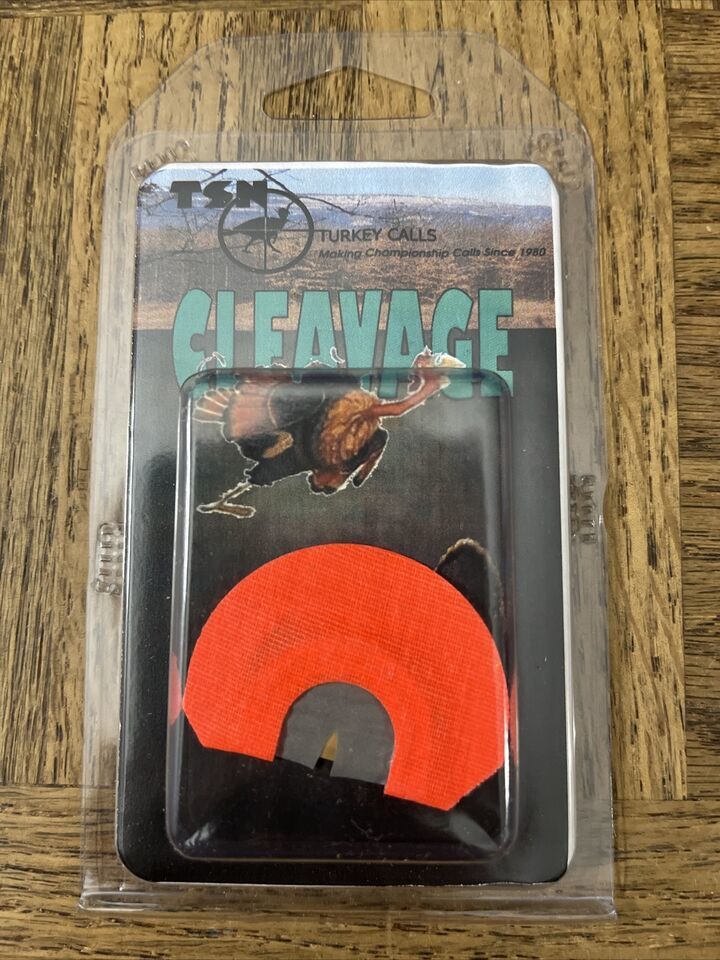 TSN
TURKEY CALLS
Making Championship Calls Since 1980
CLEAVAGE